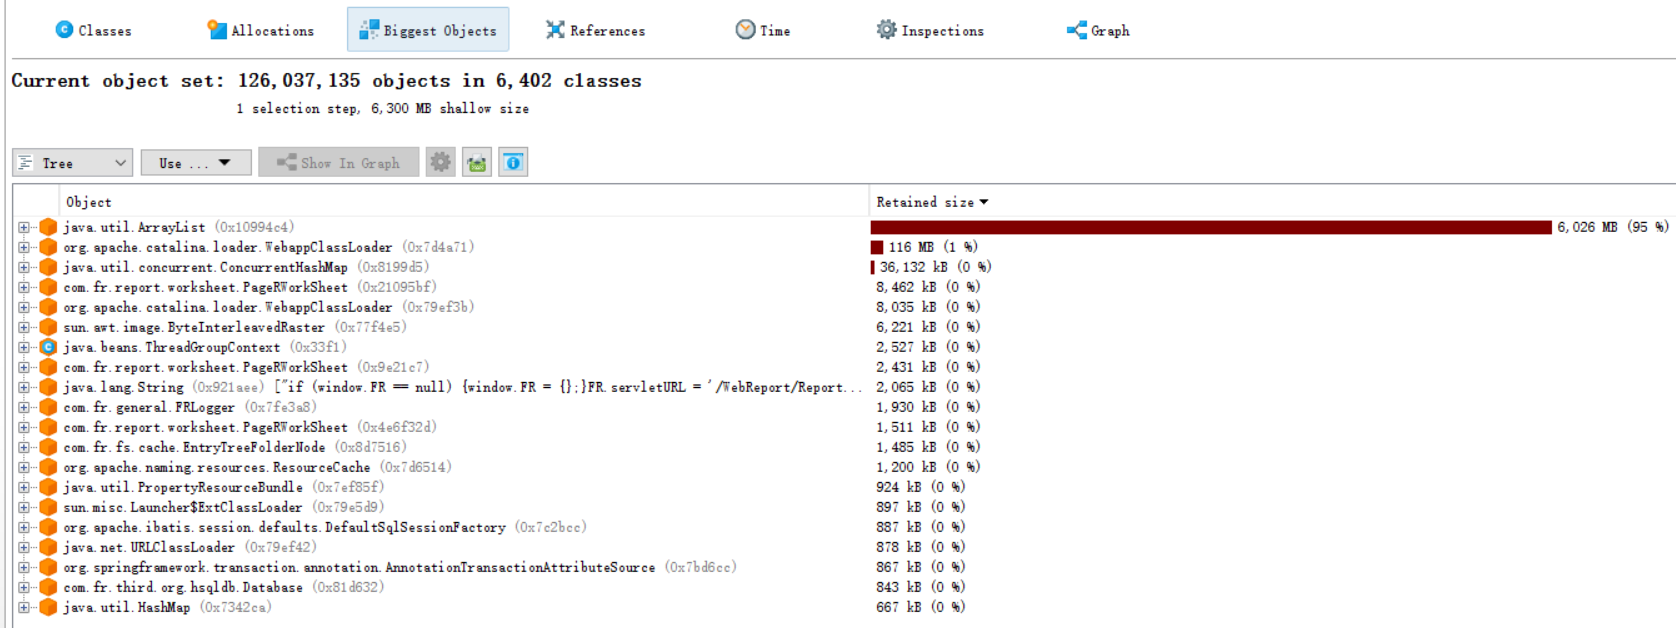 Classes Allocations Biggest Objects References Time Inspections Graph
Current object set: 126,037,135 objects in 6,402 classes
1 selection step, 6,300 MB shallow size
Tree Use ... Show In Graph
Object Retained size
java.util.ArrayList (0x10994c4) 6,026 MB (95 %)
org.apache.catalina.loader.WebappClassLoader (0x7d4a71) 116 MB (1 %)
java.util.concurrent.ConcurrentHashMap (0x8199d5) 36,132 kB (0 %)
com.fr.report.worksheet.PageRWorkSheet (0x21095bf) 8,462 kB (0 %)
org.apache.catalina.loader.WebappClassLoader (0x79ef3b) 8,035 kB (0 %)
sun.awt.image.ByteInterleavedRaster (0x77f4e5) 6,221 kB (0 %)
java.beans.ThreadGroupContext (0x33f1) 2,527 kB (0 %)
com.fr.report.worksheet.PageRWorkSheet (0x9e21c7) 2,431 kB (0 %)
java.lang.String (0x921aee) ["if (window.FR == null) {window.FR = {};}FR.servletURL = '/WebReport/Report... 2,065 kB (0 %)
com.fr.general.FRLogger (0x7fe3a8) 1,930 kB (0 %)
com.fr.report.worksheet.PageRWorkSheet (0x4e6f32d) 1,511 kB (0 %)
com.fr.fs.cache.EntryTreeFolderNode (0x8d7516) 1,485 kB (0 %)
org.apache.naming.resources.ResourceCache (0x7d6514) 1,200 kB (0 %)
java.util.PropertyResourceBundle (0x7ef85f) 924 kB (0 %)
sun.misc.Launcher$ExtClassLoader (0x79e5d9) 897 kB (0 %)
org.apache.ibatis.session.defaults.DefaultSqlSessionFactory (0x7c2bcc) 887 kB (0 %)
java.net.URLClassLoader (0x79ef42) 878 kB (0 %)
org.springframework.transaction.annotation.AnnotationTransactionAttributeSource (0x7bd6cc) 867 kB (0 %)
com.fr.third.org.hsqldb.Database (0x81d632) 843 kB (0 %)
java.util.HashMap (0x7342ca) 667 kB (0 %)